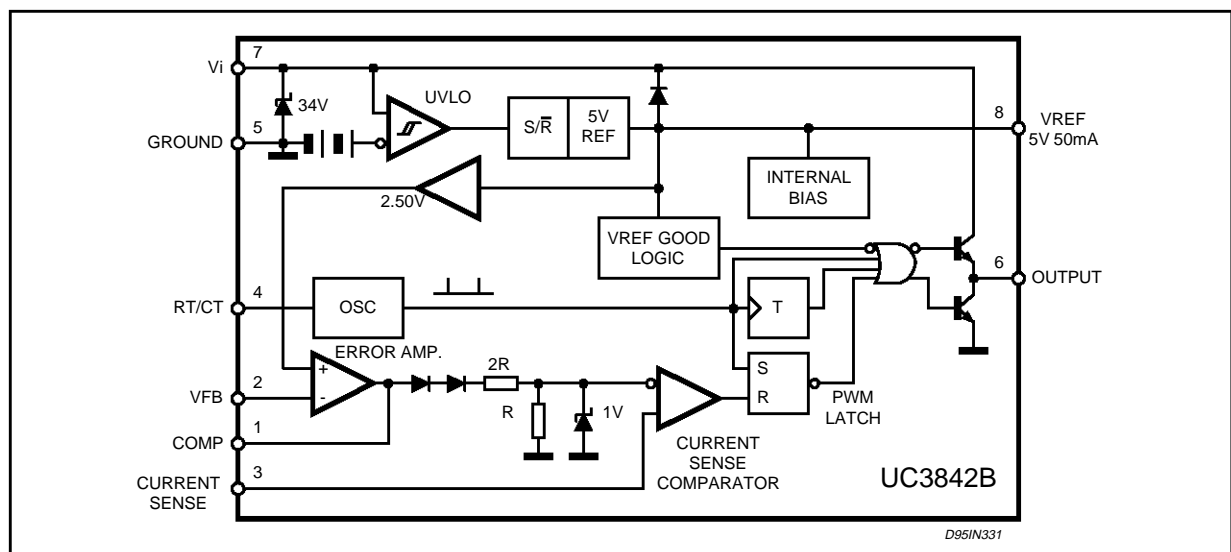 7
Vi
34V
UVLO
5
GROUND
S/R̅
5V
REF
8
VREF
5V 50mA
INTERNAL
BIAS
2.50V
VREF GOOD
LOGIC
6
OUTPUT
4
RT/CT
OSC
T
ERROR AMP.
+
-
2
VFB
2R
R
1V
S
R
PWM
LATCH
1
COMP
CURRENT
SENSE
COMPARATOR
3
CURRENT
SENSE
UC3842B
D95IN331